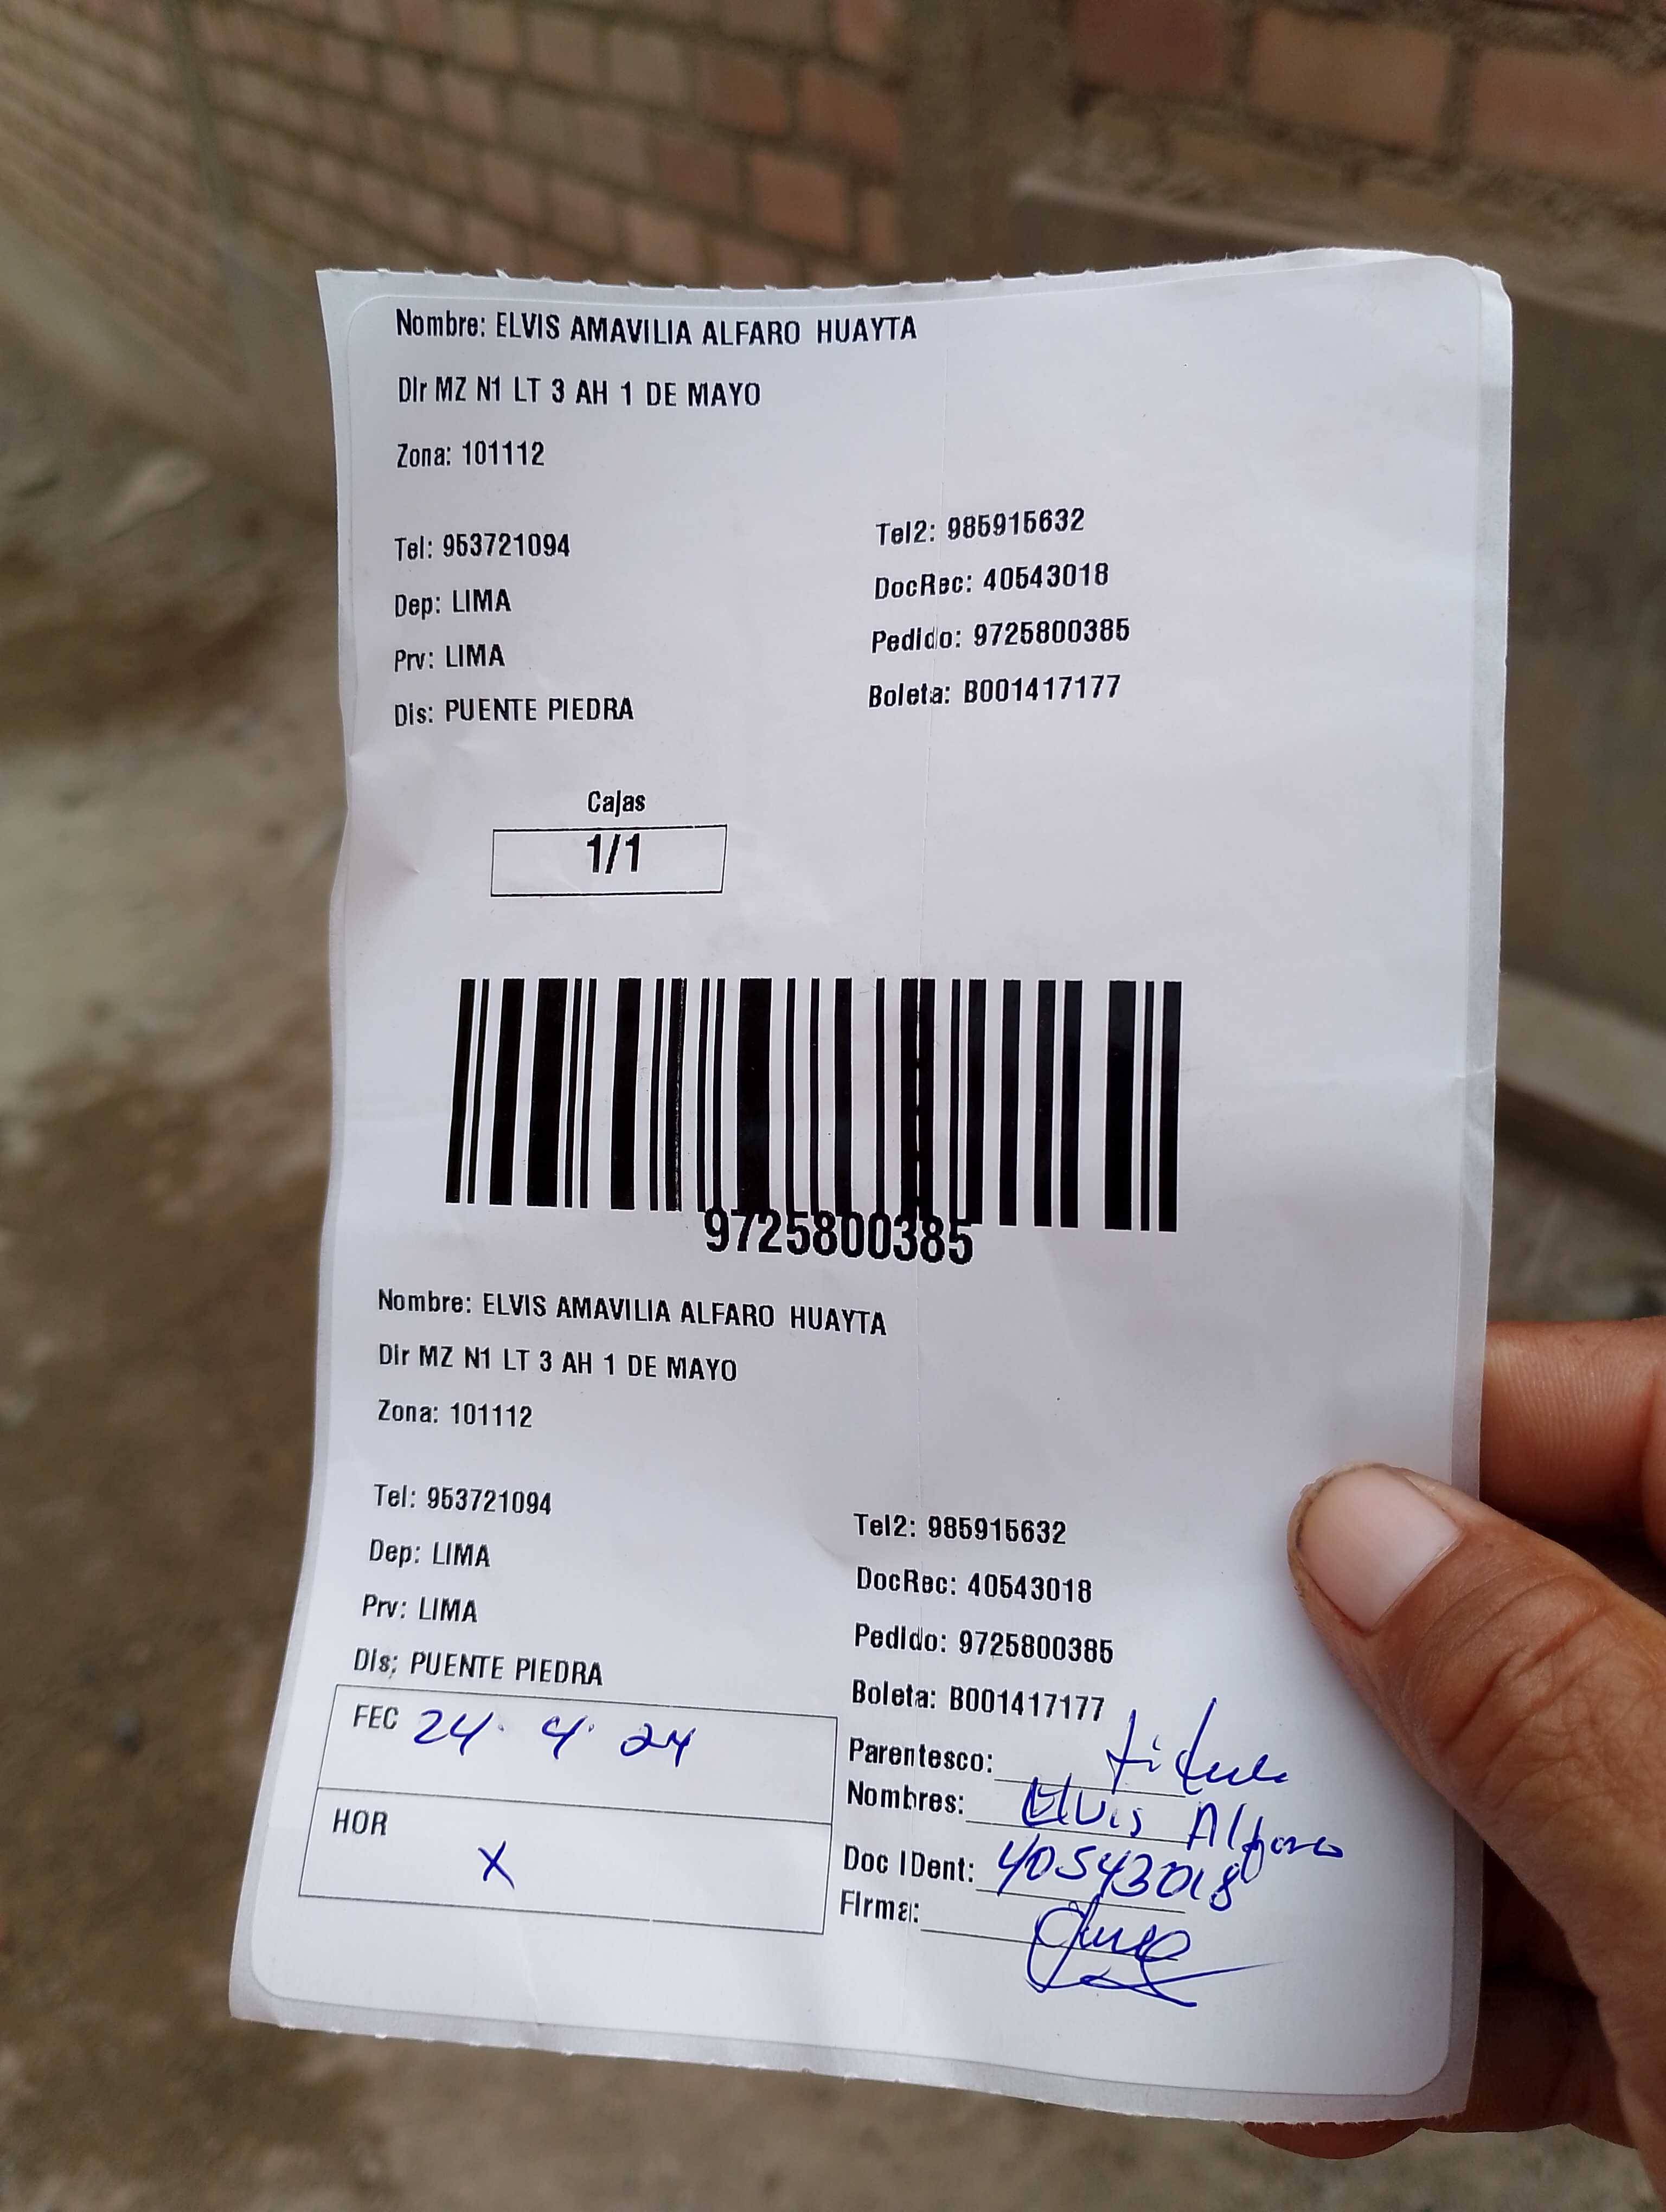 Nombre: ELVIS AMAVILIA ALFARO HUAYTA
Dir MZ N1 LT 3 AH 1 DE MAYO
Zona: 101112
Tel: 953721094
Dep: LIMA
Prv: LIMA
Dis: PUENTE PIEDRA
Tel2: 985915632
DocRec: 40543018
Pedido: 9725800385
Boleta: B001417177
Cajas
1/1
9725800385
Nombre: ELVIS AMAVILIA ALFARO HUAYTA
Dir MZ N1 LT 3 AH 1 DE MAYO
Zona: 101112
Tel: 953721094
Dep: LIMA
Prv: LIMA
Dis: PUENTE PIEDRA
Tel2: 985915632
DocRec: 40543018
Pedido: 9725800385
Boleta: B001417177
FEC 24. 4. 24
HOR X
Parentesco:
Nombres: Elvis Alfaro
Doc IDent: 40543018
Firma: